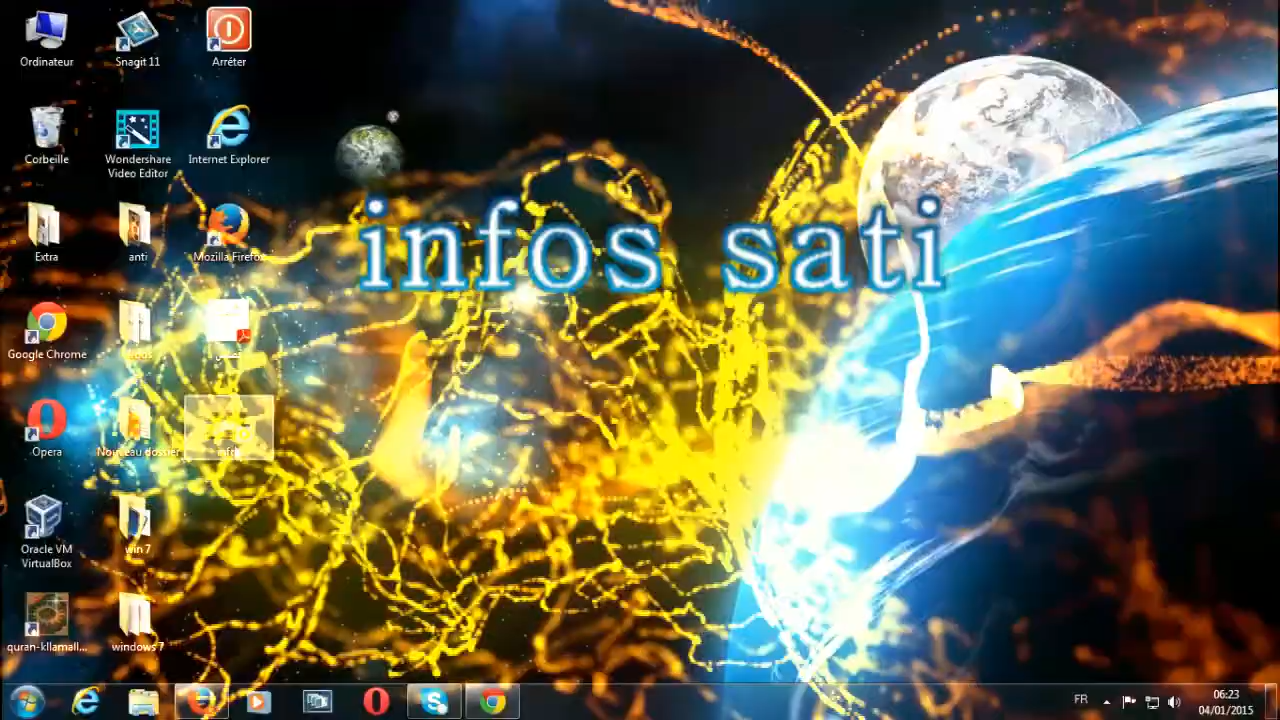 Ordinateur
Snagit 11
Arréter
Corbeille
Wondershare
Video Editor
Internet Explorer
Extra
anti
Mozilla Firefox
Google Chrome
Opera
Nouveau dossier
Oracle VM
VirtualBox
win 7
quran-kllamall...
windows 7
infos sati
FR
06:23
04/01/2015